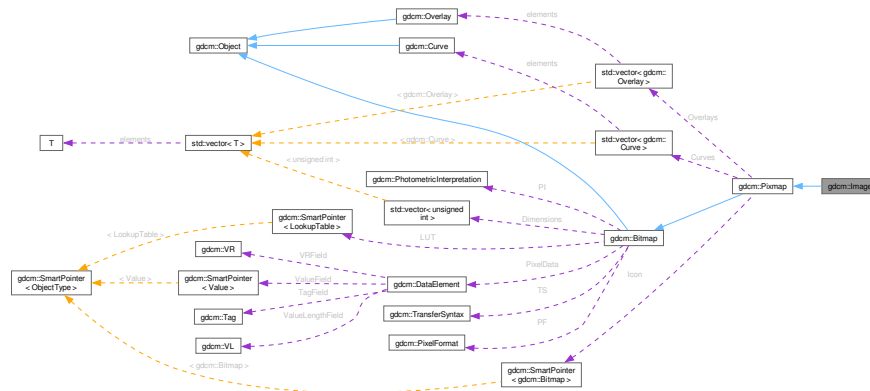 gdcm::Overlay
elements
gdcm::Object
gdcm::Curve
elements
std::vector< gdcm::
Overlay >
< gdcm::Overlay >
Overlays
T
elements
std::vector< T >
< gdcm::Curve >
std::vector< gdcm::
Curve >
Curves
< unsigned int >
gdcm::PhotometricInterpretation
PI
gdcm::Pixmap
gdcm::Image
std::vector< unsigned
int >
Dimensions
gdcm::SmartPointer
< LookupTable >
< LookupTable >
LUT
gdcm::Bitmap
gdcm::VR
VRField
PixelData
Icon
gdcm::SmartPointer
< ObjectType >
< Value >
gdcm::SmartPointer
< Value >
ValueField
gdcm::DataElement
TagField
TS
gdcm::Tag
ValueLengthField
gdcm::TransferSyntax
PF
gdcm::VL
gdcm::PixelFormat
< gdcm::Bitmap >
gdcm::SmartPointer
< gdcm::Bitmap >